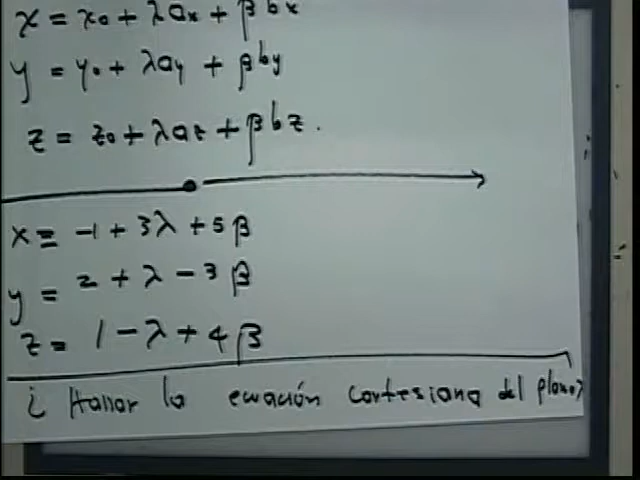 x = x₀ + λax + βbx
y = y₀ + λay + βby
z = z₀ + λaz + βbz.
x = -1 + 3λ + 5β
y = 2 + λ - 3β
z = 1 - λ + 4β
¿ Hallar la ecuación cartesiana del plano?